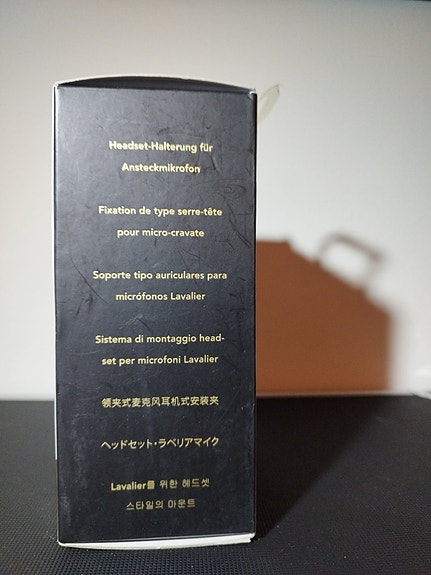 Headset-Halterung für
Ansteckmikrofon
Fixation de type serre-tête
pour micro-cravate
Soporte tipo auriculares para
micrófonos Lavalier
Sistema di montaggio head-
set per microfoni Lavalier
领夹式麦克风耳机式安装夹
ヘッドセット・ラベリアマイク
Lavalier를 위한 헤드셋
스타일의 마운트